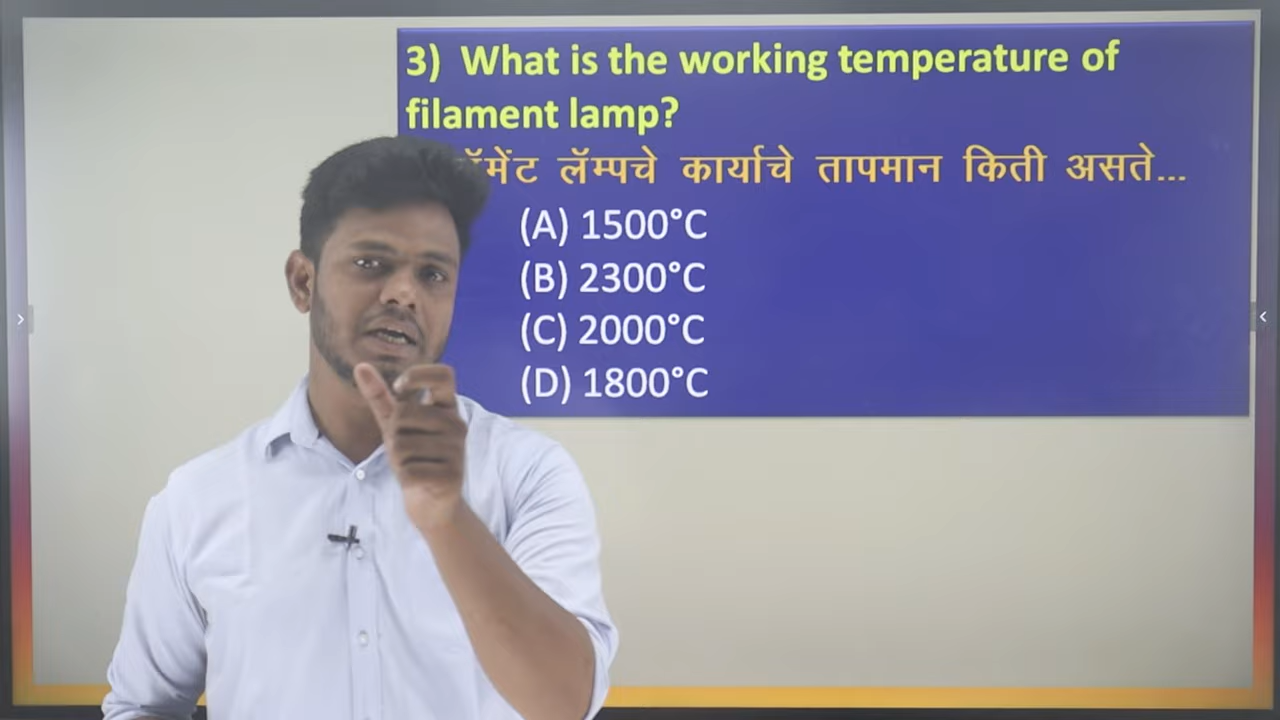 3) What is the working temperature of
filament lamp?
लॅम्पचे कार्याचे तापमान किती असते...
(A) 1500°C
(B) 2300°C
(C) 2000°C
(D) 1800°C